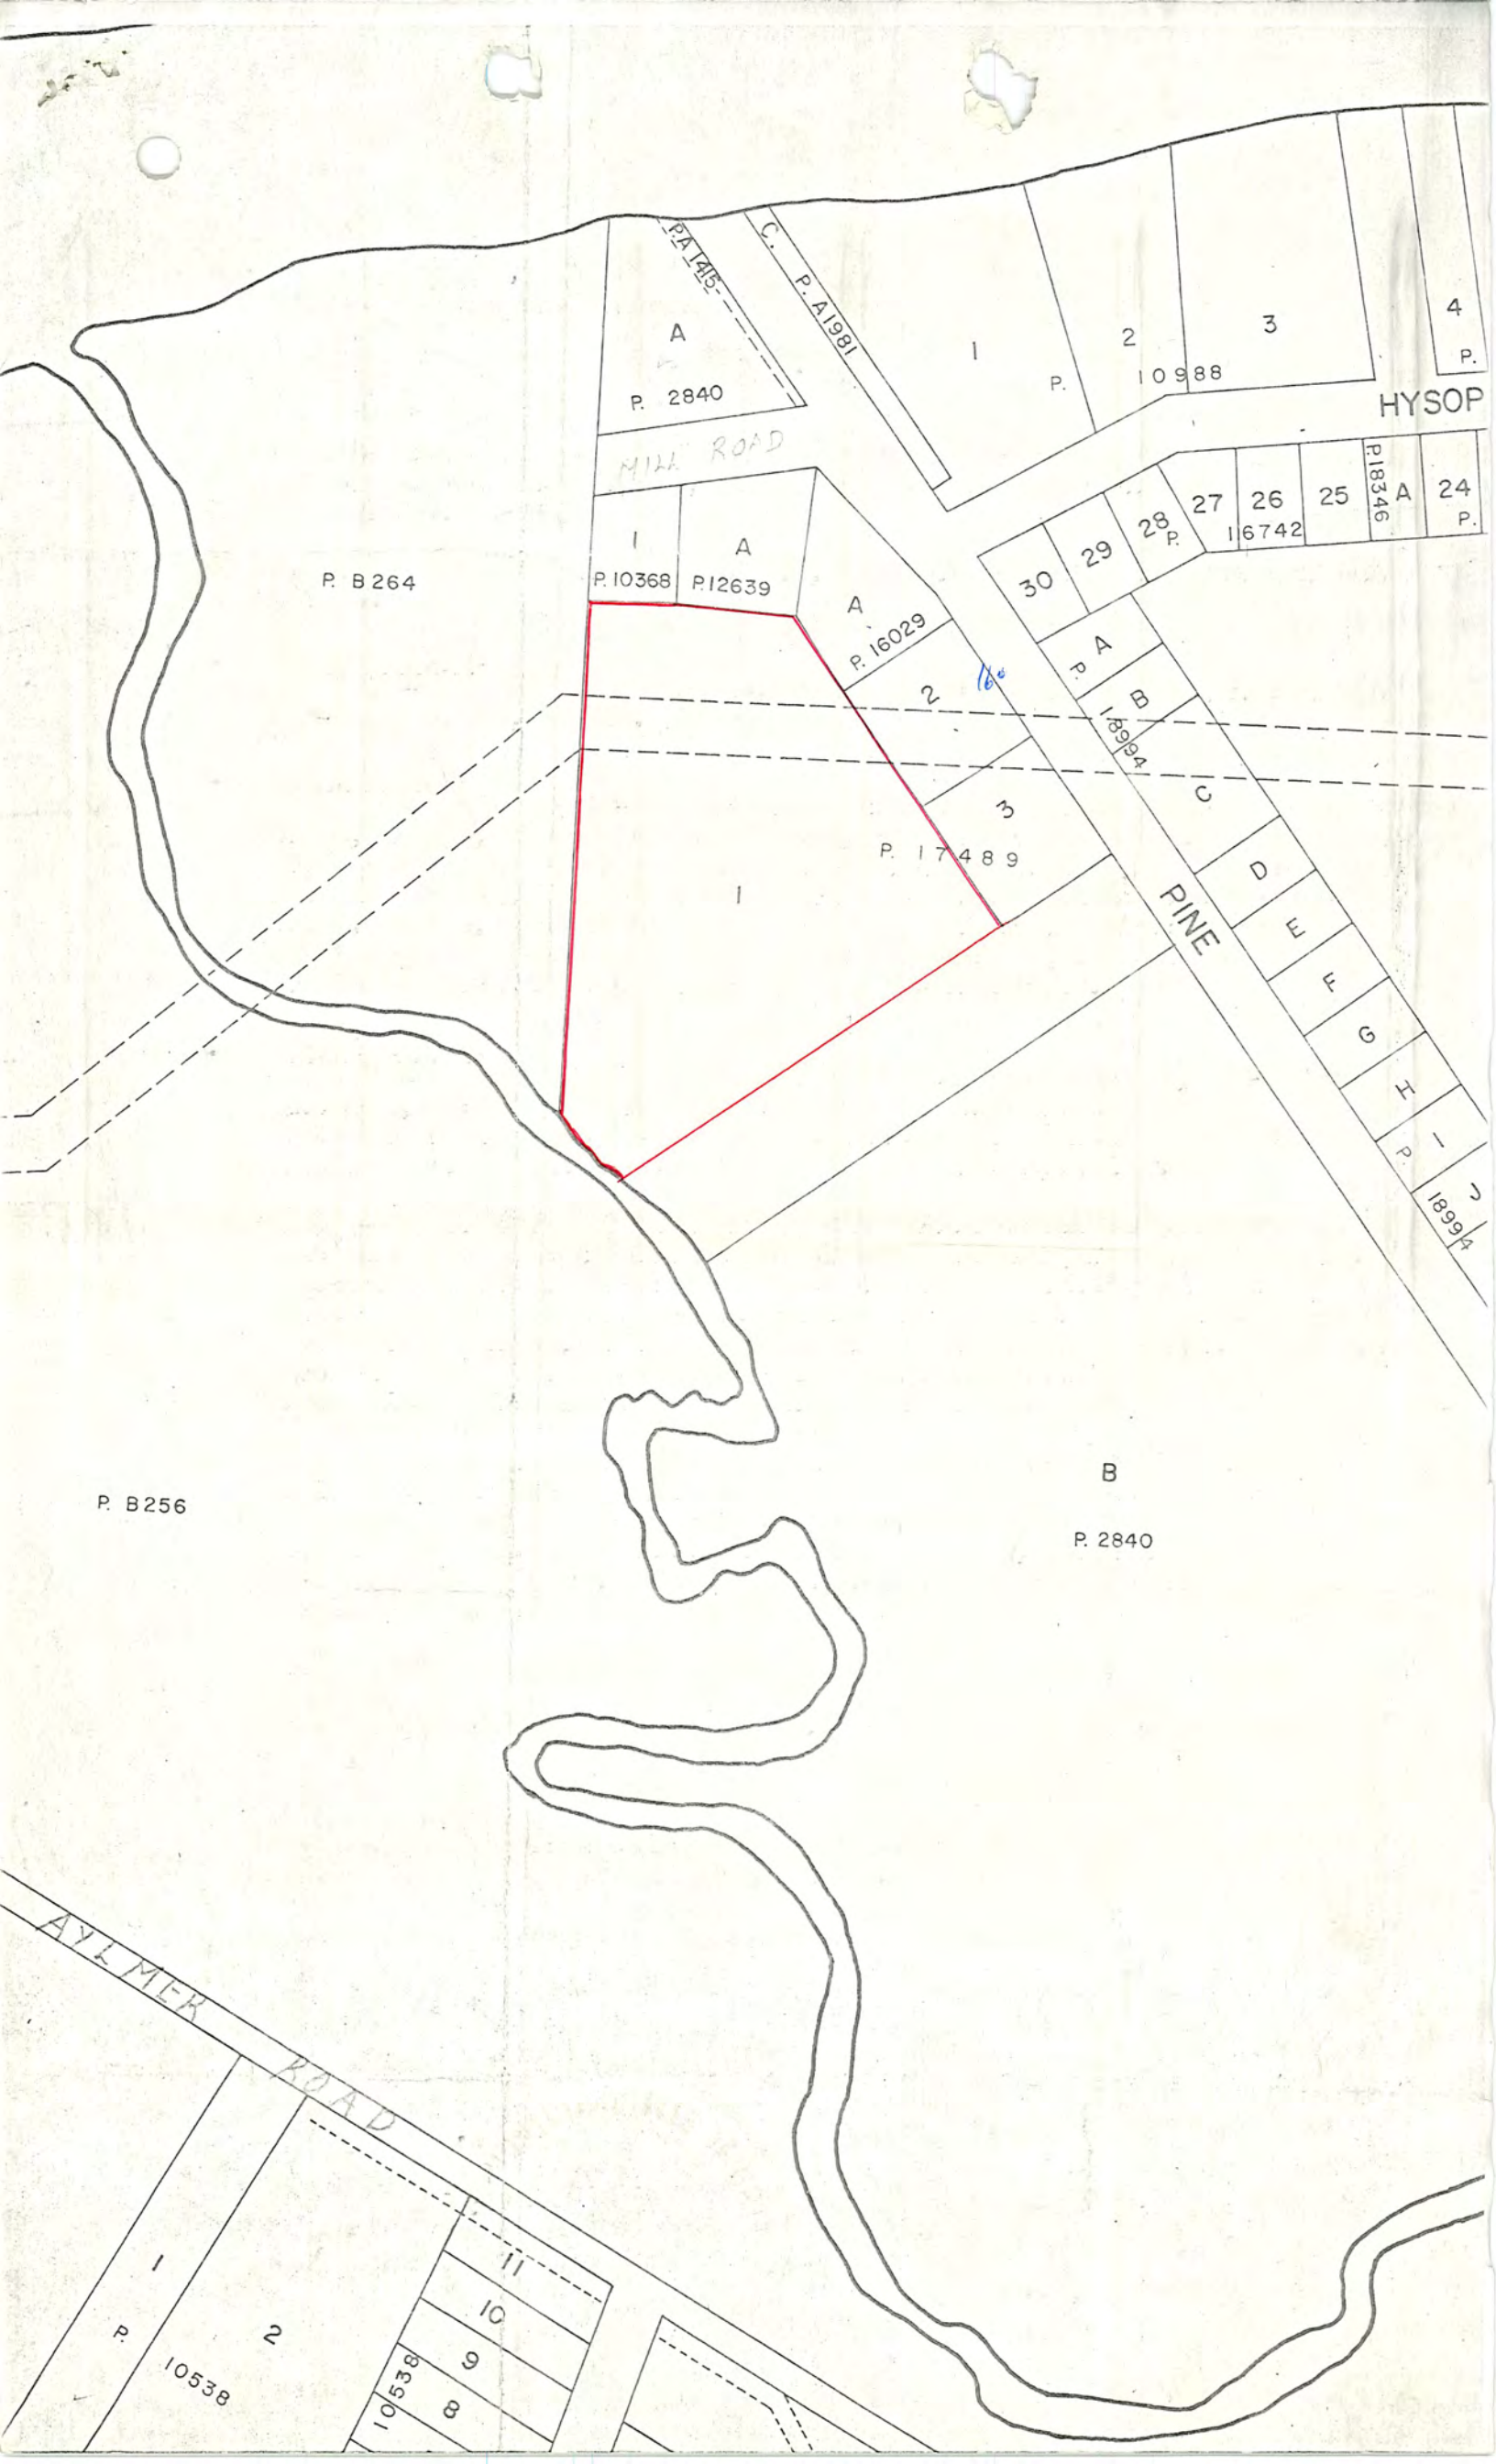 P.A1415
C. P. A1981
A
P. 2840
1
2
3
4
P. 10988
P.
HYSOP
MILL ROAD
1
P. 10368
A
P. 12639
A
P. 16029
2
3
P. 17489
1
30
29
28
27
26
25
P. 16742
P. 18346
A
24
P.
P. B264
A
B
C
D
E
F
G
H
I
J
P. 18994
P. 18994
PINE
B
P. 2840
P. B256
AYLMER ROAD
1
2
P. 10538
11
10
9
8
10538